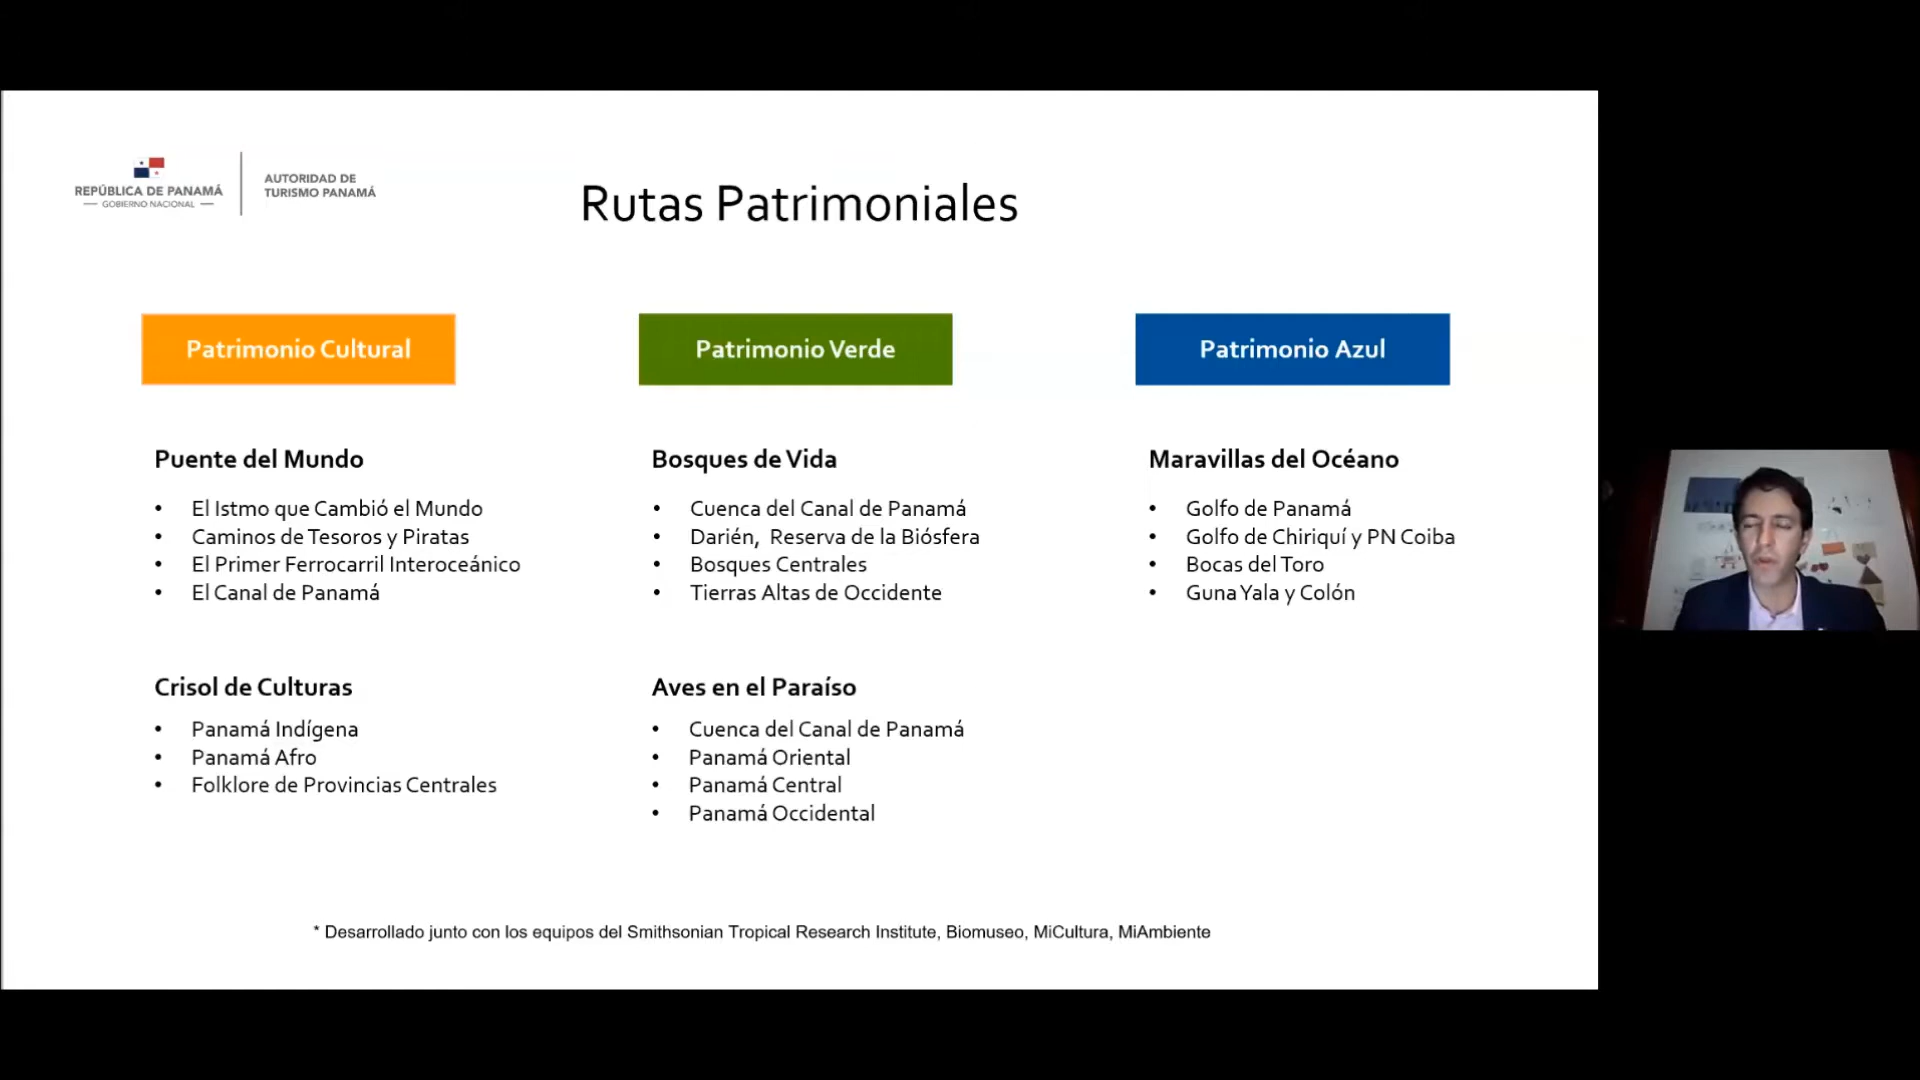 REPÚBLICA DE PANAMÁ
— GOBIERNO NACIONAL —
AUTORIDAD DE
TURISMO PANAMÁ
Rutas Patrimoniales
Patrimonio Cultural
Puente del Mundo
• El Istmo que Cambió el Mundo
• Caminos de Tesoros y Piratas
• El Primer Ferrocarril Interoceánico
• El Canal de Panamá
Crisol de Culturas
• Panamá Indígena
• Panamá Afro
• Folklore de Provincias Centrales
Patrimonio Verde
Bosques de Vida
• Cuenca del Canal de Panamá
• Darién, Reserva de la Biósfera
• Bosques Centrales
• Tierras Altas de Occidente
Aves en el Paraíso
• Cuenca del Canal de Panamá
• Panamá Oriental
• Panamá Central
• Panamá Occidental
Patrimonio Azul
Maravillas del Océano
• Golfo de Panamá
• Golfo de Chiriquí y PN Coiba
• Bocas del Toro
• Guna Yala y Colón
* Desarrollado junto con los equipos del Smithsonian Tropical Research Institute, Biomuseo, MiCultura, MiAmbiente